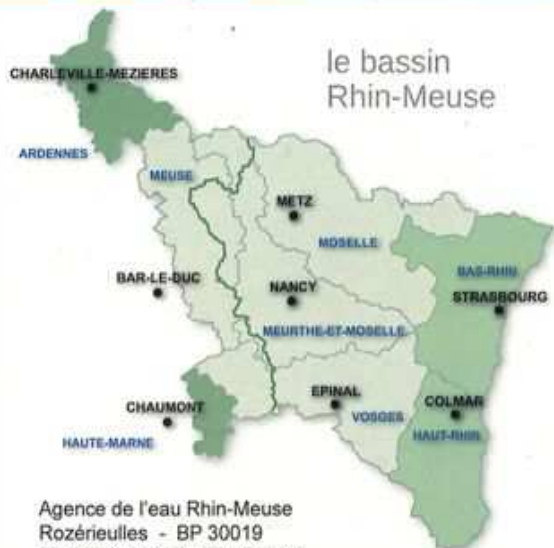 le bassin
Rhin-Meuse
CHARLEVILLE-MEZIERES
ARDENNES
MEUSE
METZ
MOSELLE
BAS-RHIN
BAR-LE-DUC
NANCY
STRASBOURG
MEURTHE-ET-MOSELLE
EPINAL
CHAUMONT
VOSGES
COLMAR
HAUTE-MARNE
HAUT-RHIN
Agence de l'eau Rhin-Meuse
Rozérieulles - BP 30019